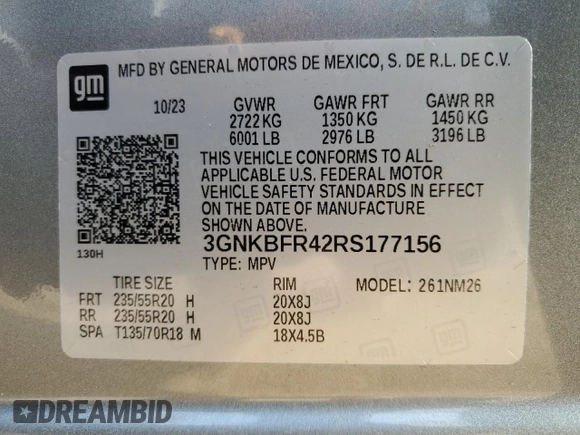 gm
MFD BY GENERAL MOTORS DE MEXICO, S. DE R.L. DE C.V.
10/23 GVWR GAWR FRT GAWR RR
2722 KG 1350 KG 1450 KG
6001 LB 2976 LB 3196 LB
THIS VEHICLE CONFORMS TO ALL
APPLICABLE U.S. FEDERAL MOTOR
VEHICLE SAFETY STANDARDS IN EFFECT
ON THE DATE OF MANUFACTURE
SHOWN ABOVE.
130H
3GNKBFR42RS177156
TYPE: MPV
TIRE SIZE RIM MODEL: 261NM26
FRT 235/55R20 H 20X8J
RR 235/55R20 H 20X8J
SPA T135/70R18 M 18X4.5B
DREAMBID